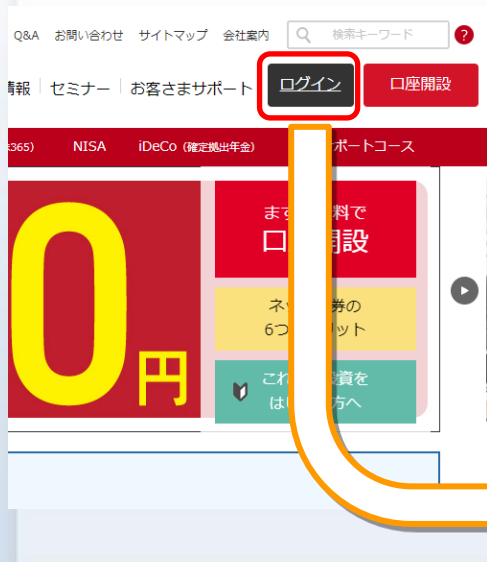 Q&A お問い合わせ サイトマップ 会社案内 検索キーワード ?
情報 セミナー お客さまサポート ログイン 口座開設
365) NISA iDeCo (確定拠出年金) ポートコース
0円
まず 料で
口 開設
ネッ 券の
6つ リット
これ 投資を
はじ 方へ